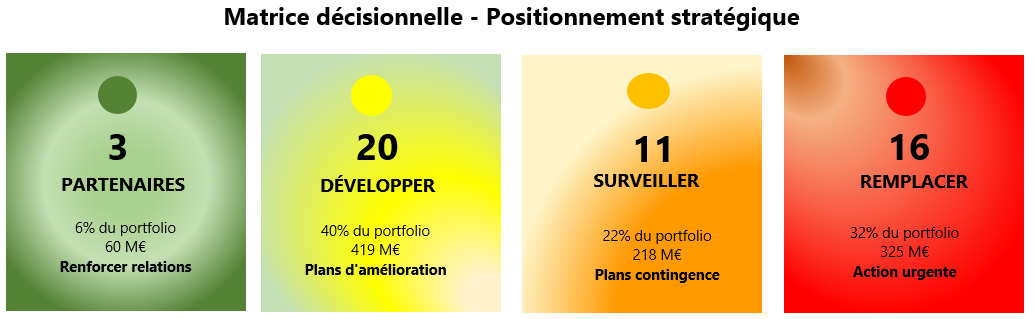 Matrice décisionnelle - Positionnement stratégique
3
PARTENAIRES
6% du portfolio
60 M€
Renforcer relations
20
DÉVELOPPER
40% du portfolio
419 M€
Plans d'amélioration
11
SURVEILLER
22% du portfolio
218 M€
Plans contingence
16
REMPLACER
32% du portfolio
325 M€
Action urgente